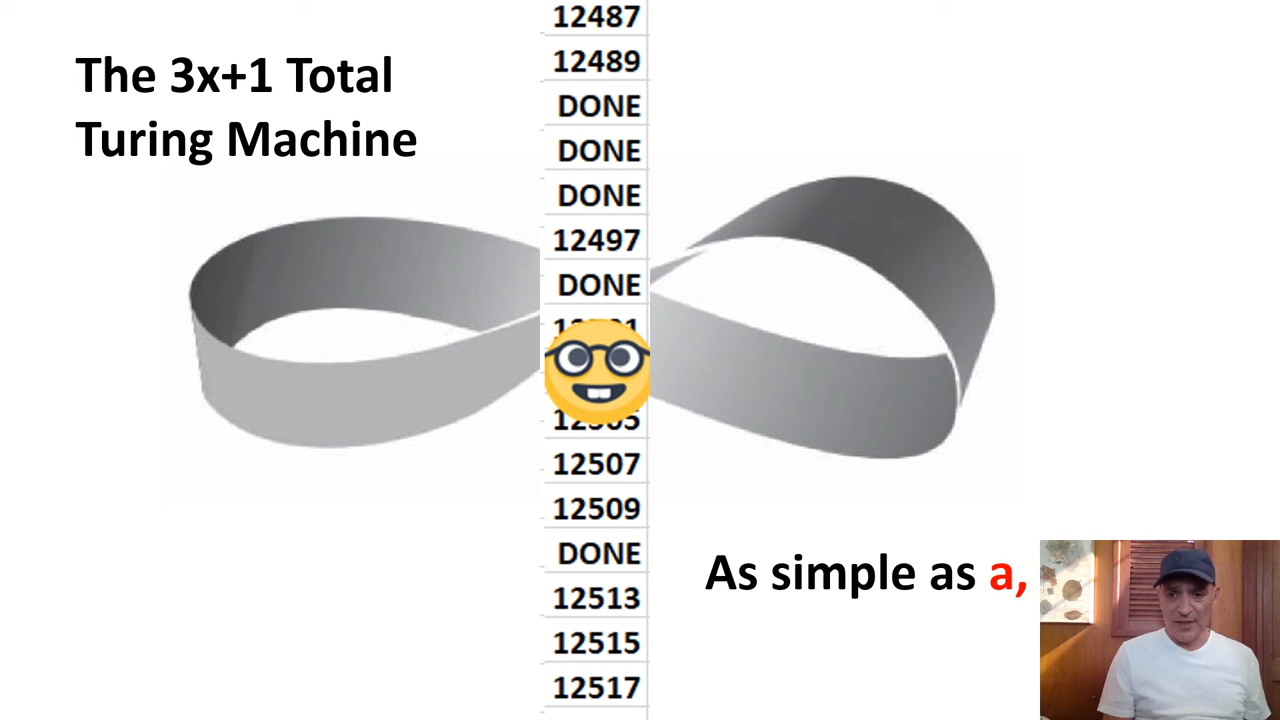 The 3x+1 Total
Turing Machine
12487
12489
DONE
DONE
DONE
12497
DONE
12505
12507
12509
DONE
12513
12515
12517
As simple as a,